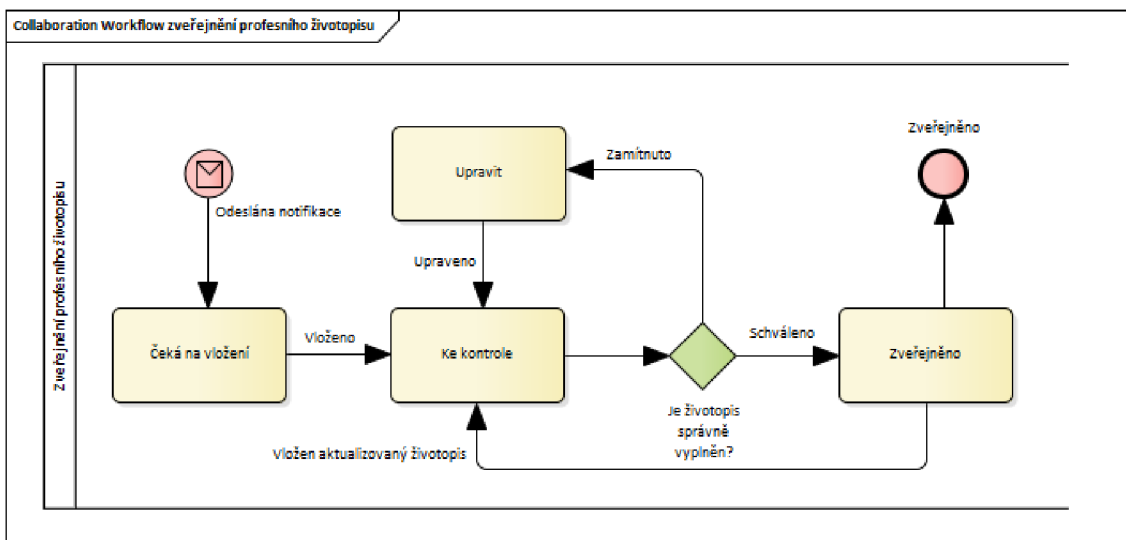 Collaboration Workflow zveřejnění profesního životopisu
Zveřejnění profesního životopisu
Odeslána notifikace
Čeká na vložení
Vloženo
Upravit
Upraveno
Ke kontrole
Zamítnuto
Je životopis
správně
vyplněn?
Schváleno
Zveřejněno
Zveřejněno
Vložen aktualizovaný životopis